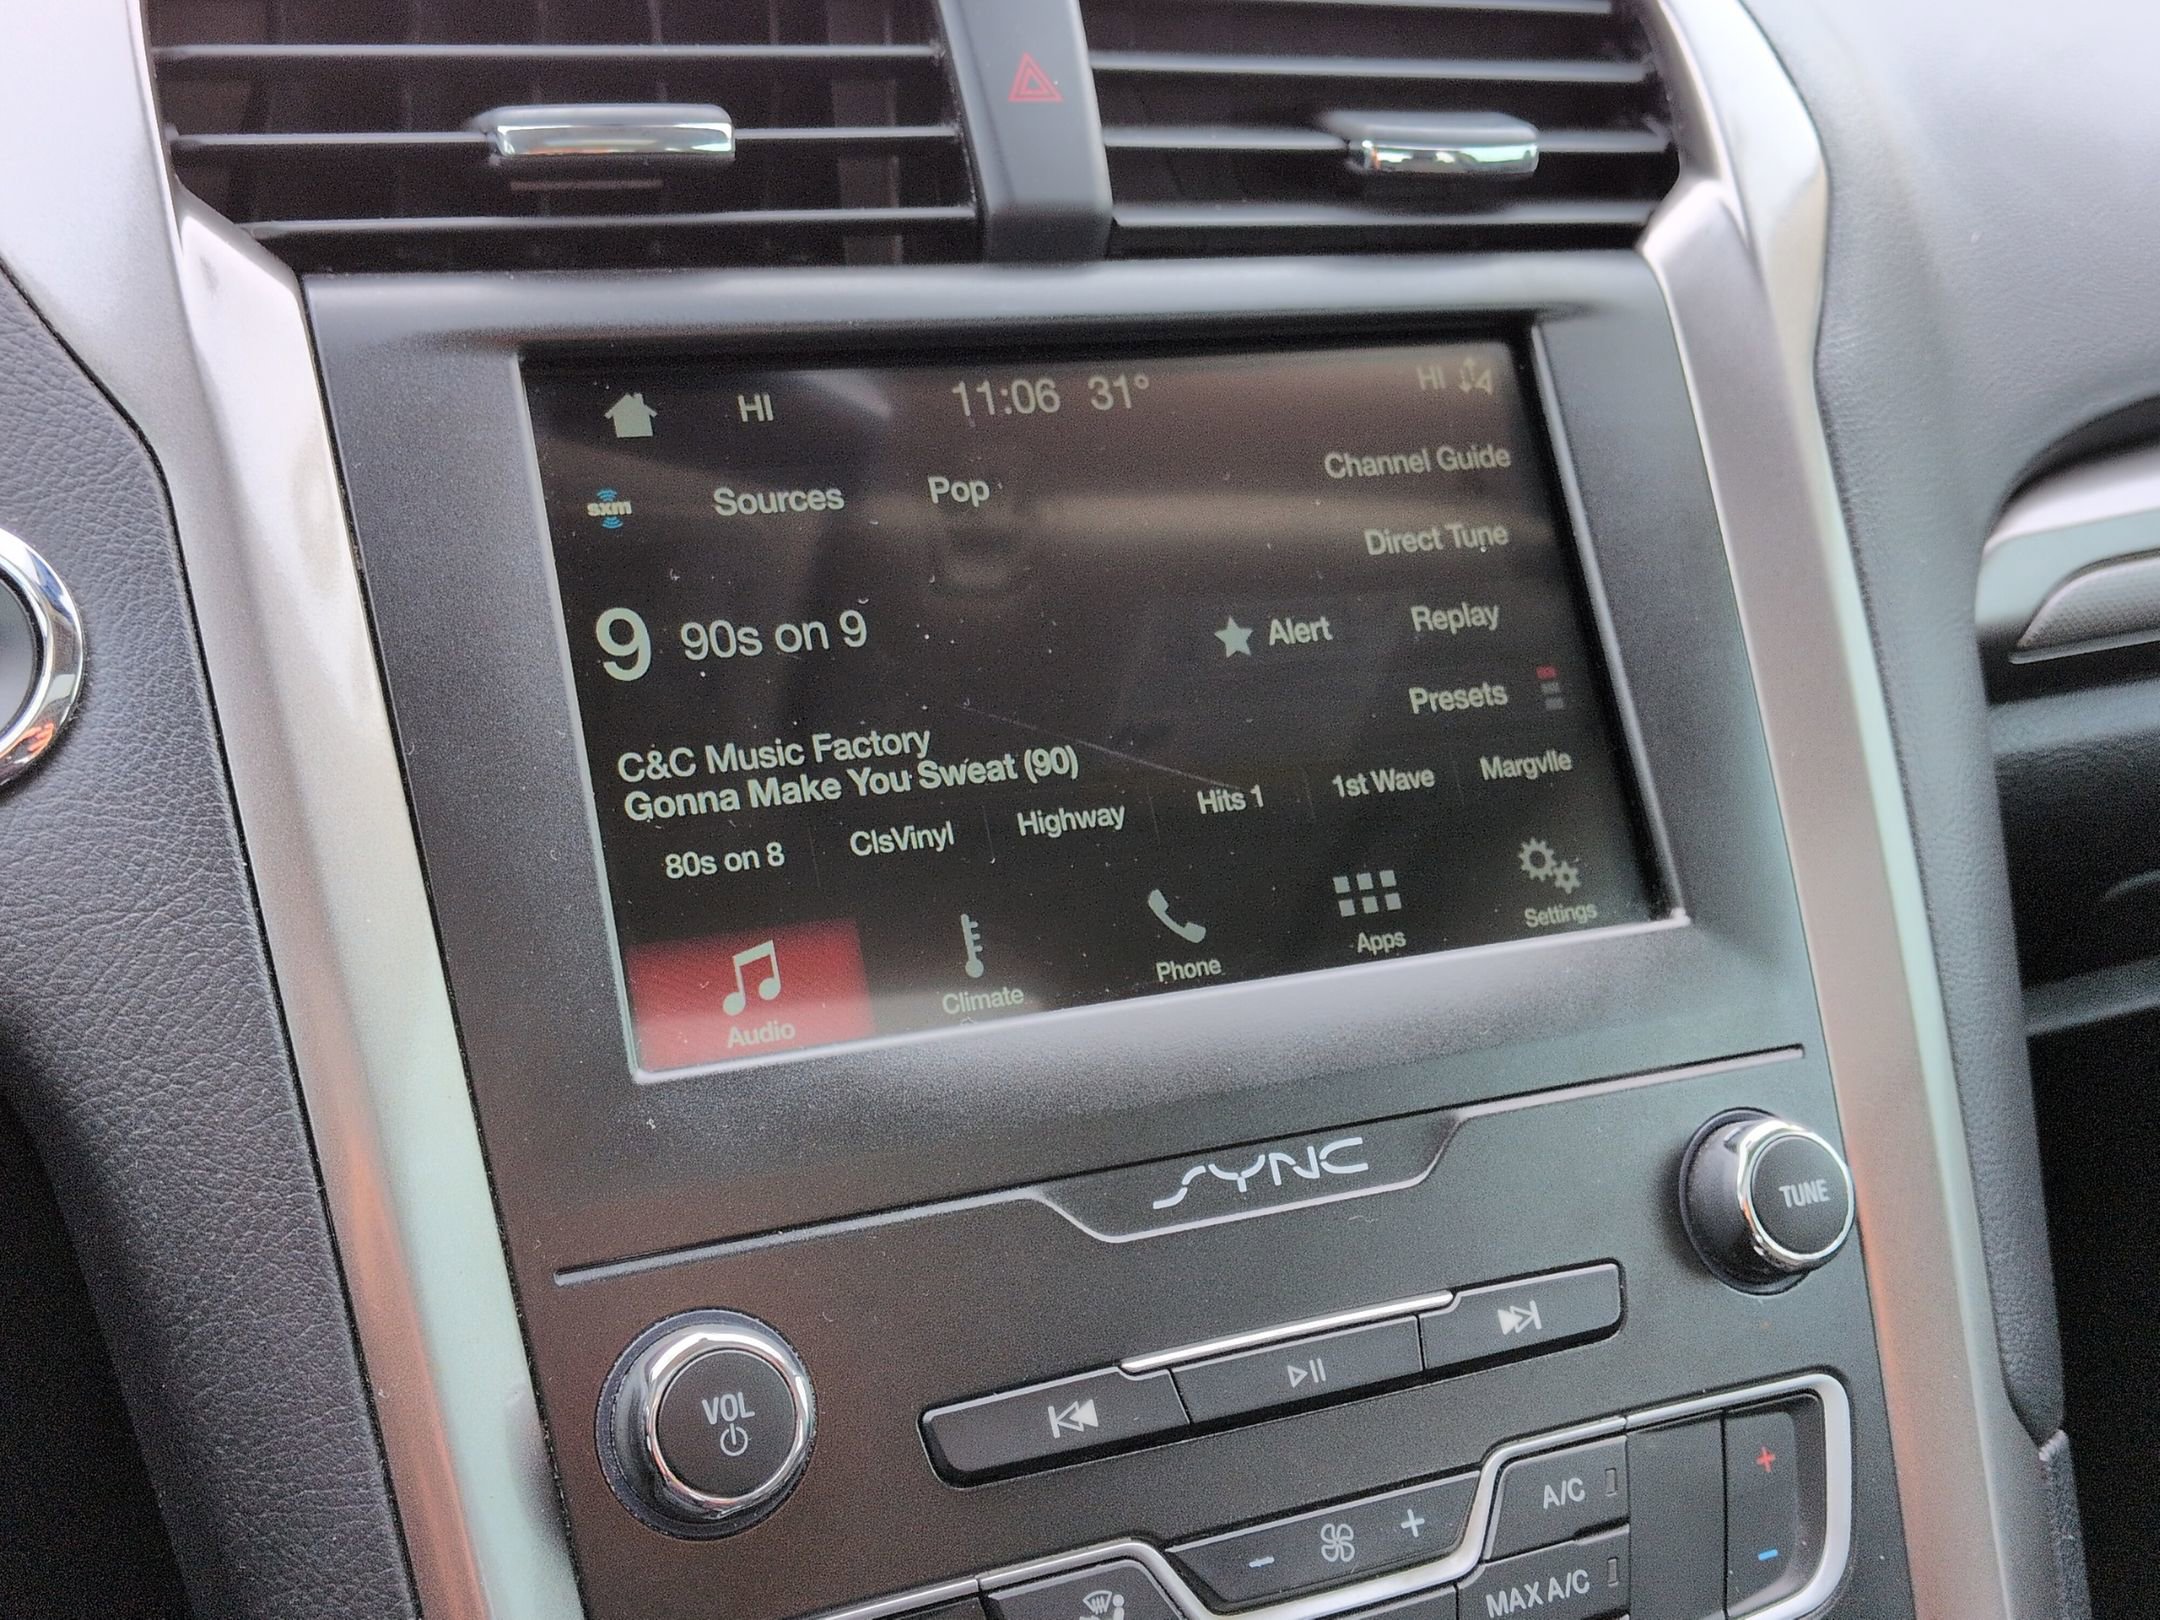 HI 11:06 31° HI
sxm Sources Pop Channel Guide
Direct Tune
9 90s on 9 Alert Replay
Presets
C&C Music Factory
Gonna Make You Sweat (90)
80s on 8 ClsVinyl Highway Hits 1 1st Wave Margvlle
Audio Climate Phone Apps Settings
SYNC
TUNE
VOL
A/C
MAX A/C